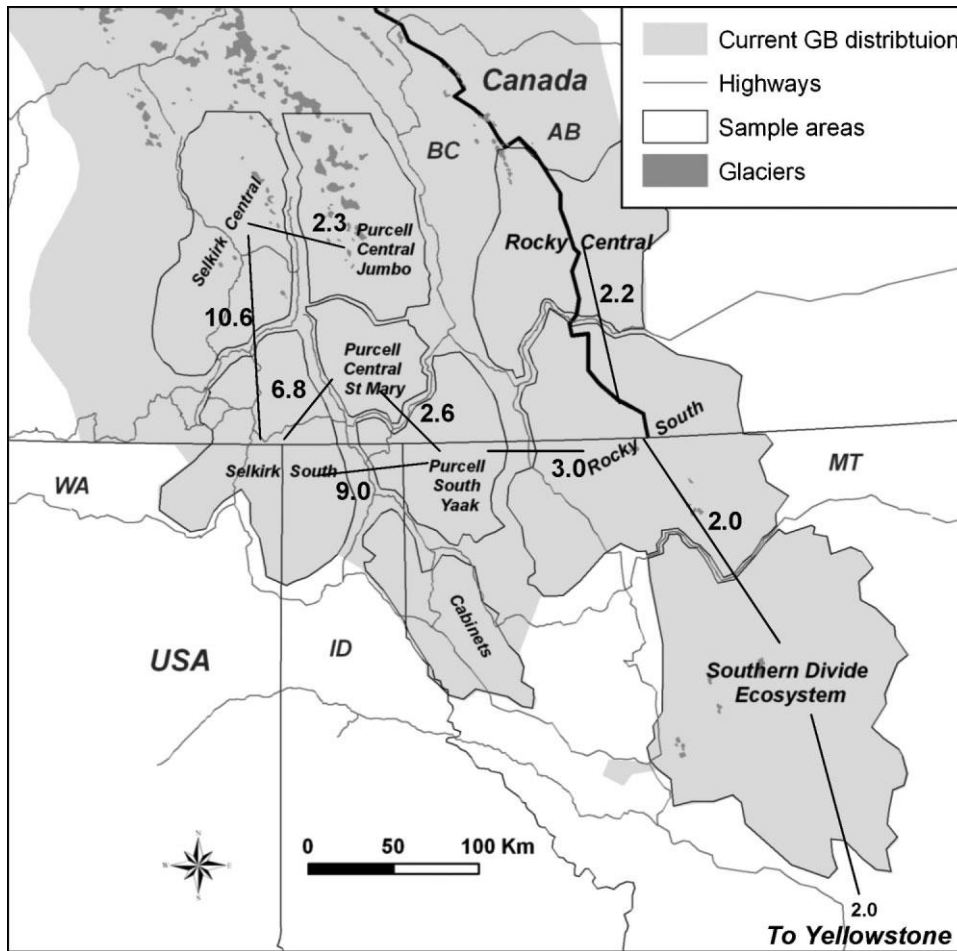 Current GB distribtuion
Highways
Sample areas
Glaciers
Canada
AB
BC
Selkirk Central
2.3
Purcell
Central
Jumbo
Rocky Central
2.2
10.6
6.8
Purcell
Central
St Mary
2.6
Rocky South
WA
Selkirk South
9.0
Purcell
South
Yaak
3.0
MT
2.0
Cabinets
USA
ID
Southern Divide
Ecosystem
0 50 100 Km
N
W E
S
2.0
To Yellowstone